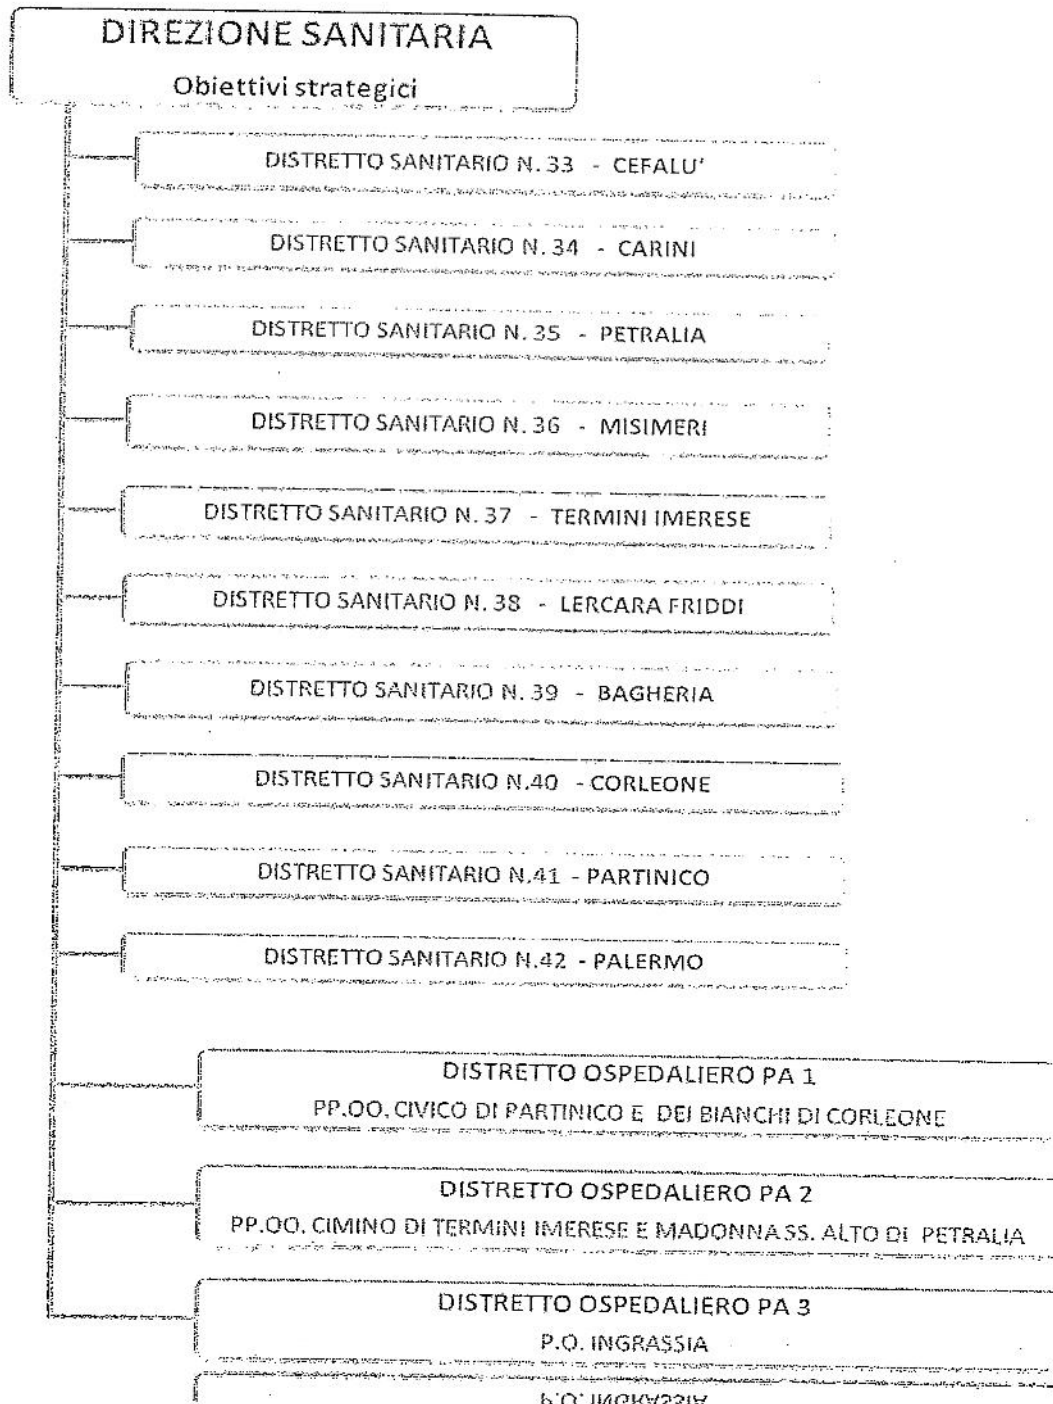 DIREZIONE SANITARIA
Obiettivi strategici
DISTRETTO SANITARIO N. 33 - CEFALU'
DISTRETTO SANITARIO N. 34 - CARINI
DISTRETTO SANITARIO N. 35 - PETRALIA
DISTRETTO SANITARIO N. 36 - MISIMERI
DISTRETTO SANITARIO N. 37 - TERMINI IMERESE
DISTRETTO SANITARIO N. 38 - LERCARA FRIDDI
DISTRETTO SANITARIO N. 39 - BAGHERIA
DISTRETTO SANITARIO N.40 - CORLEONE
DISTRETTO SANITARIO N.41 - PARTINICO
DISTRETTO SANITARIO N.42 - PALERMO
DISTRETTO OSPEDALIERO PA 1
PP.OO. CIVICO DI PARTINICO E DEI BIANCHI DI CORLEONE
DISTRETTO OSPEDALIERO PA 2
PP.OO. CIMINO DI TERMINI IMERESE E MADONNA SS. ALTO DI PETRALIA
DISTRETTO OSPEDALIERO PA 3
P.O. INGRASSIA
P.O. INGRASSIA